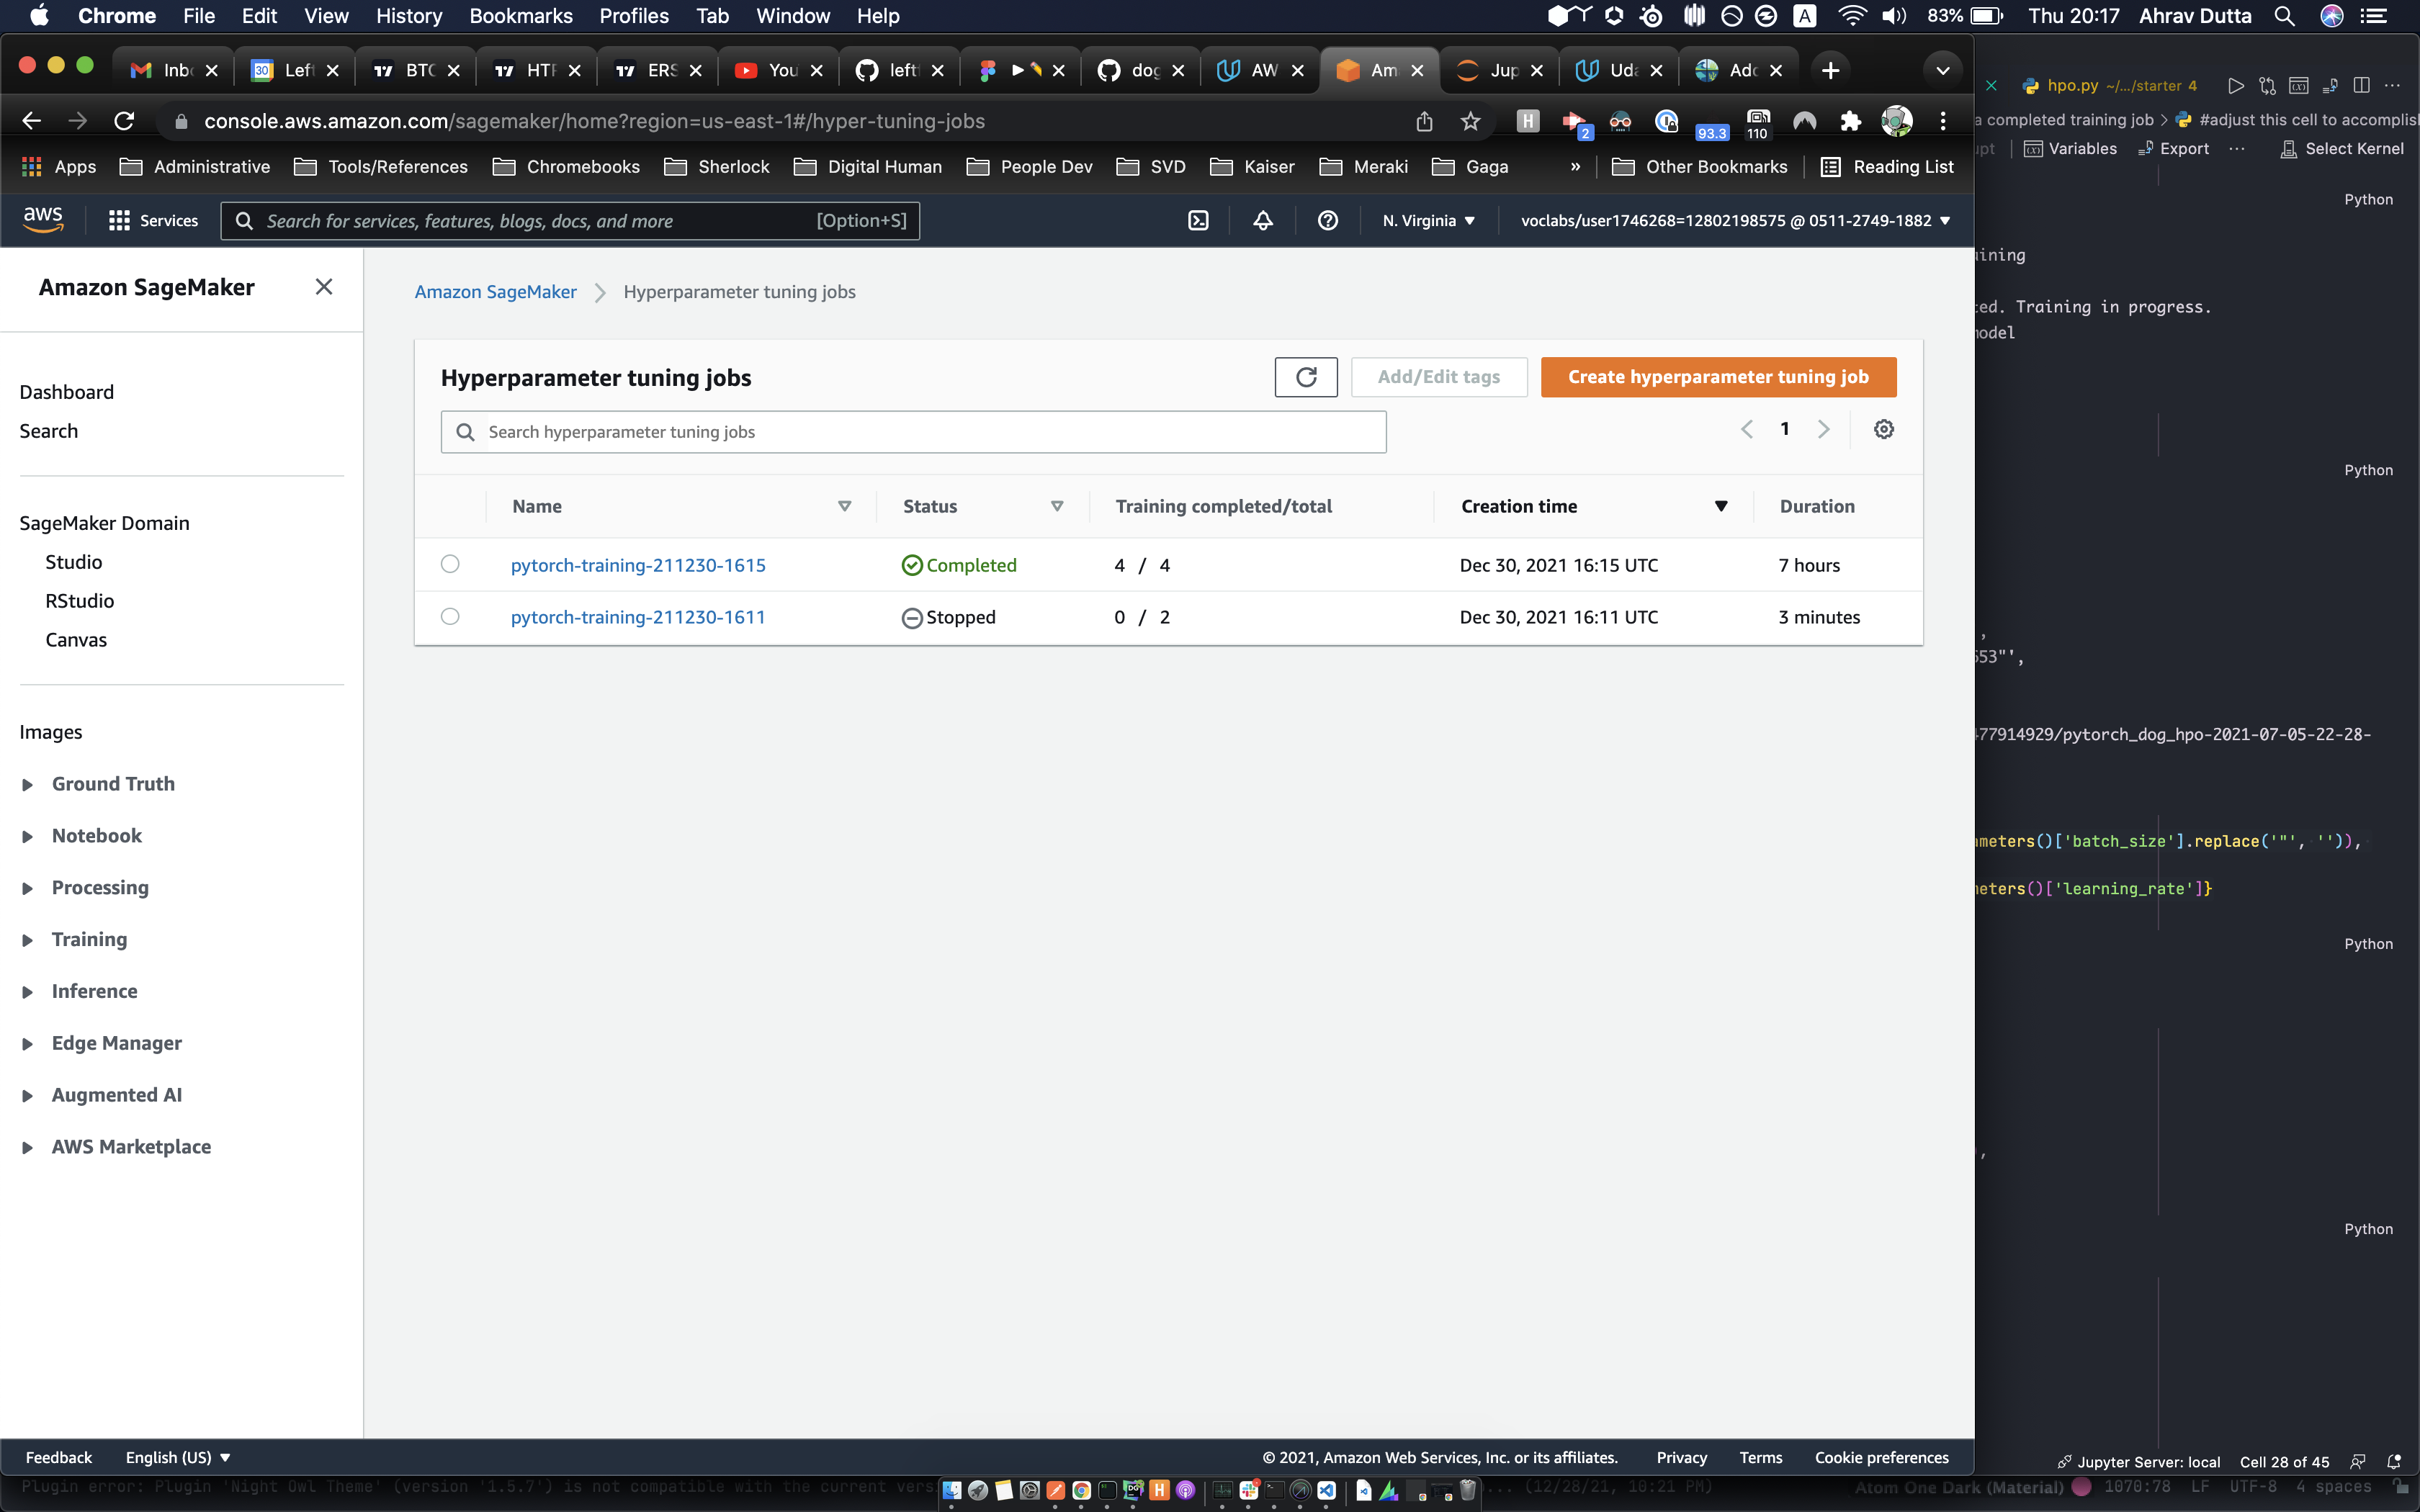 Chrome File Edit View History Bookmarks Profiles Tab Window Help 83% Thu 20:17 Ahrav Dutta
Inbo Left BTC HTF ERS You left dog AW Am Jup Uda Add
console.aws.amazon.com/sagemaker/home?region=us-east-1#/hyper-tuning-jobs
2 93.3 110
Apps Administrative Tools/References Chromebooks Sherlock Digital Human People Dev SVD Kaiser Meraki Gaga » Other Bookmarks Reading List
aws Services Search for services, features, blogs, docs, and more [Option+S] N. Virginia voclabs/user1746268=12802198575 @ 0511-2749-1882
Amazon SageMaker
Dashboard
Search
SageMaker Domain
Studio
RStudio
Canvas
Images
Ground Truth
Notebook
Processing
Training
Inference
Edge Manager
Augmented AI
AWS Marketplace
Amazon SageMaker Hyperparameter tuning jobs
Hyperparameter tuning jobs Add/Edit tags Create hyperparameter tuning job
Search hyperparameter tuning jobs 1
Name Status Training completed/total Creation time Duration
pytorch-training-211230-1615 Completed 4 / 4 Dec 30, 2021 16:15 UTC 7 hours
pytorch-training-211230-1611 Stopped 0 / 2 Dec 30, 2021 16:11 UTC 3 minutes
Feedback English (US) © 2021, Amazon Web Services, Inc. or its affiliates. Privacy Terms Cookie preferences
hpo.py ~/.../starter 4
a completed training job > #adjust this cell to accomplis
Variables Export ... Select Kernel
Python
ining
ed. Training in progress.
odel
Python
,
553"',
477914929/pytorch_dog_hpo-2021-07-05-22-28-
meters()['batch_size'].replace('"', '')),
eters()['learning_rate']}
Python
,
Python
Jupyter Server: local Cell 28 of 45
Plugin error: Plugin 'Night Owl Theme' (version '1.5.7') is not compatible with the current vers ... (12/28/21, 10:21 PM) Atom One Dark (Material) 1070:78 LF UTF-8 4 spaces